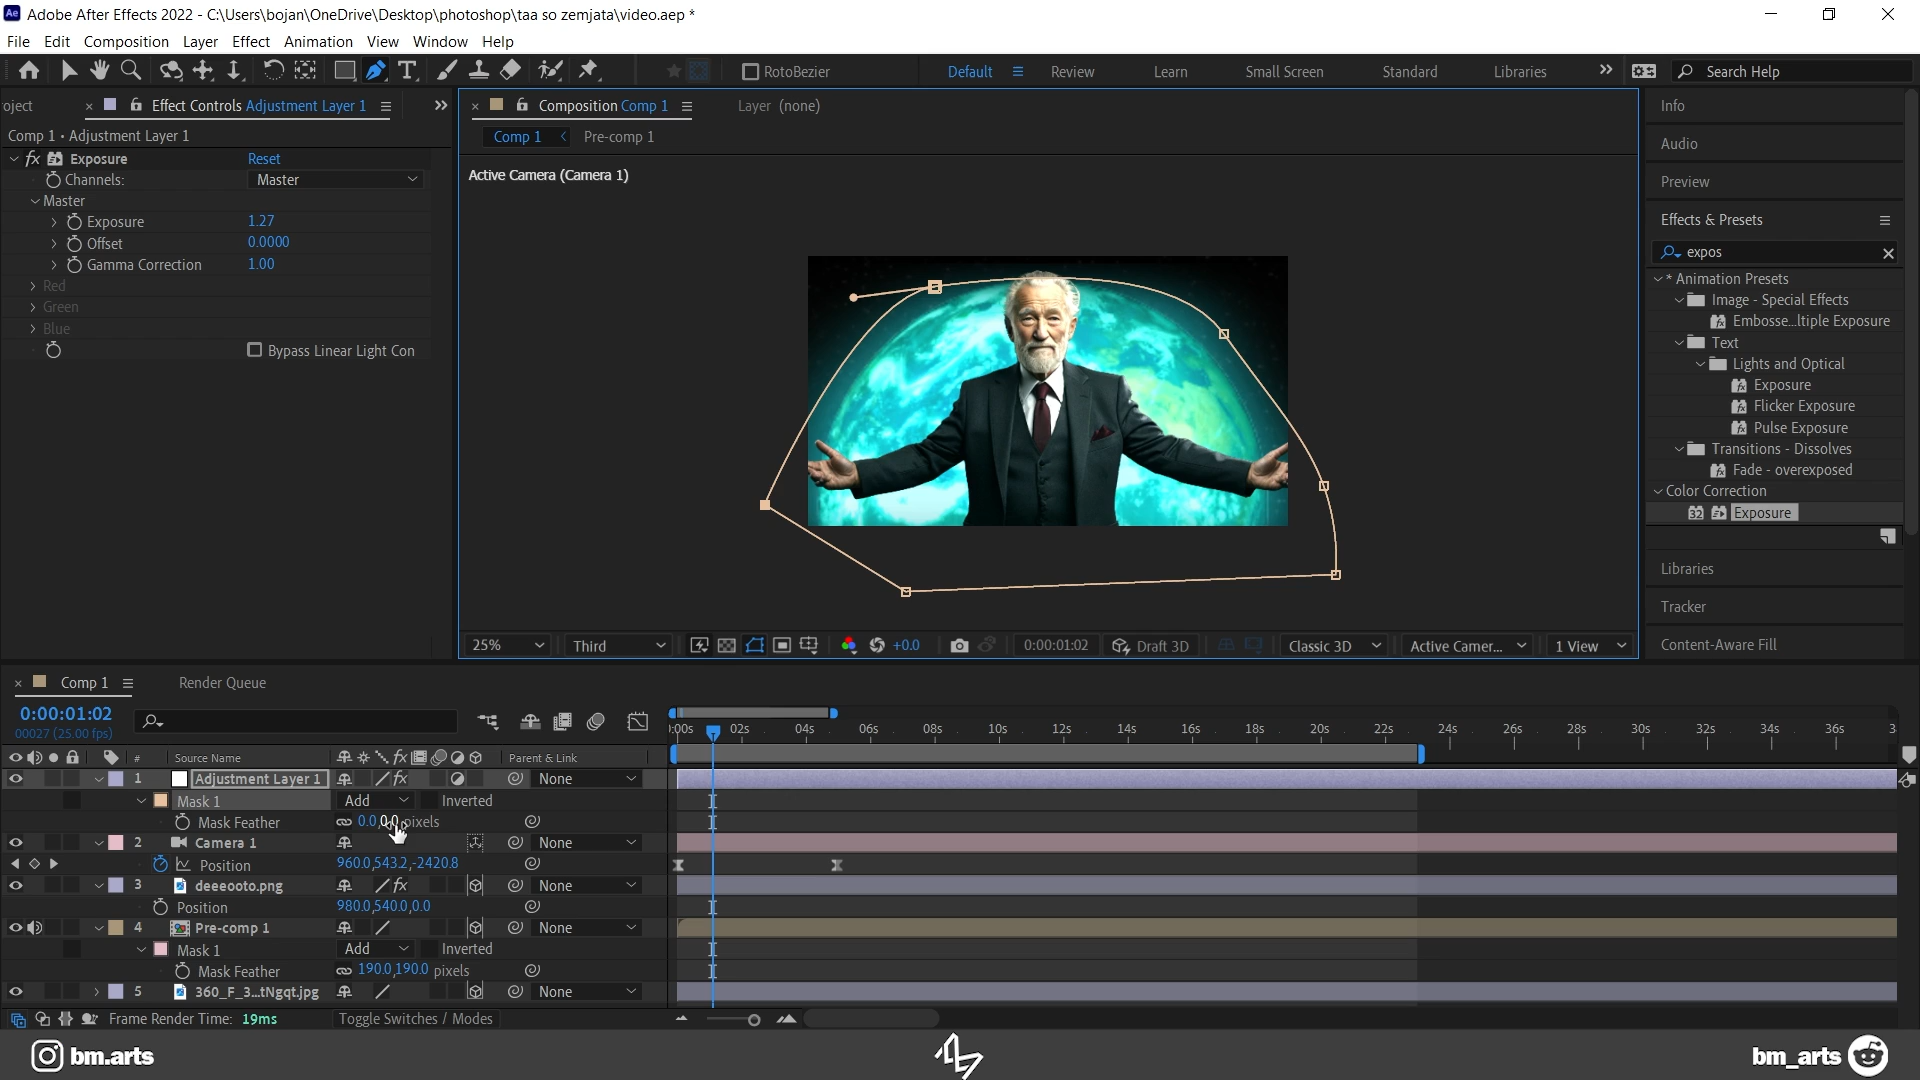 Adobe After Effects 2022 - C:\Users\bojan\OneDrive\Desktop\photoshop\taa so zemjata\video.aep *
File Edit Composition Layer Effect Animation View Window Help
RotoBezier Default Review Learn Small Screen Standard Libraries Search Help
oject Effect Controls Adjustment Layer 1
Comp 1 • Adjustment Layer 1
fx Exposure Reset
Channels: Master
Master
Exposure 1.27
Offset 0.0000
Gamma Correction 1.00
Red
Green
Blue
Bypass Linear Light Con
Composition Comp 1 Layer (none)
Comp 1 Pre-comp 1
Active Camera (Camera 1)
25% Third +0.0 0:00:01:02 Draft 3D Classic 3D Active Camer... 1 View
Info
Audio
Preview
Effects & Presets
expos
* Animation Presets
Image - Special Effects
Embosse...ltiple Exposure
Text
Lights and Optical
Exposure
Flicker Exposure
Pulse Exposure
Transitions - Dissolves
Fade - overexposed
Color Correction
32 Exposure
Libraries
Tracker
Content-Aware Fill
Comp 1 Render Queue
0:00:01:02
00027 (25.00 fps)
:00s 02s 04s 06s 08s 10s 12s 14s 16s 18s 20s 22s 24s 26s 28s 30s 32s 34s 36s 3
# Source Name fx Parent & Link
1 Adjustment Layer 1 fx None
Mask 1 Add Inverted
Mask Feather 0.0,0.0 pixels
2 Camera 1 None
Position 960.0,543.2,-2420.8
3 deeeooto.png fx None
Position 980.0,540.0,0.0
4 Pre-comp 1 None
Mask 1 Add Inverted
Mask Feather 190.0,190.0 pixels
5 360_F_3...tNgqt.jpg None
Frame Render Time: 19ms Toggle Switches / Modes
bm.arts bm_arts